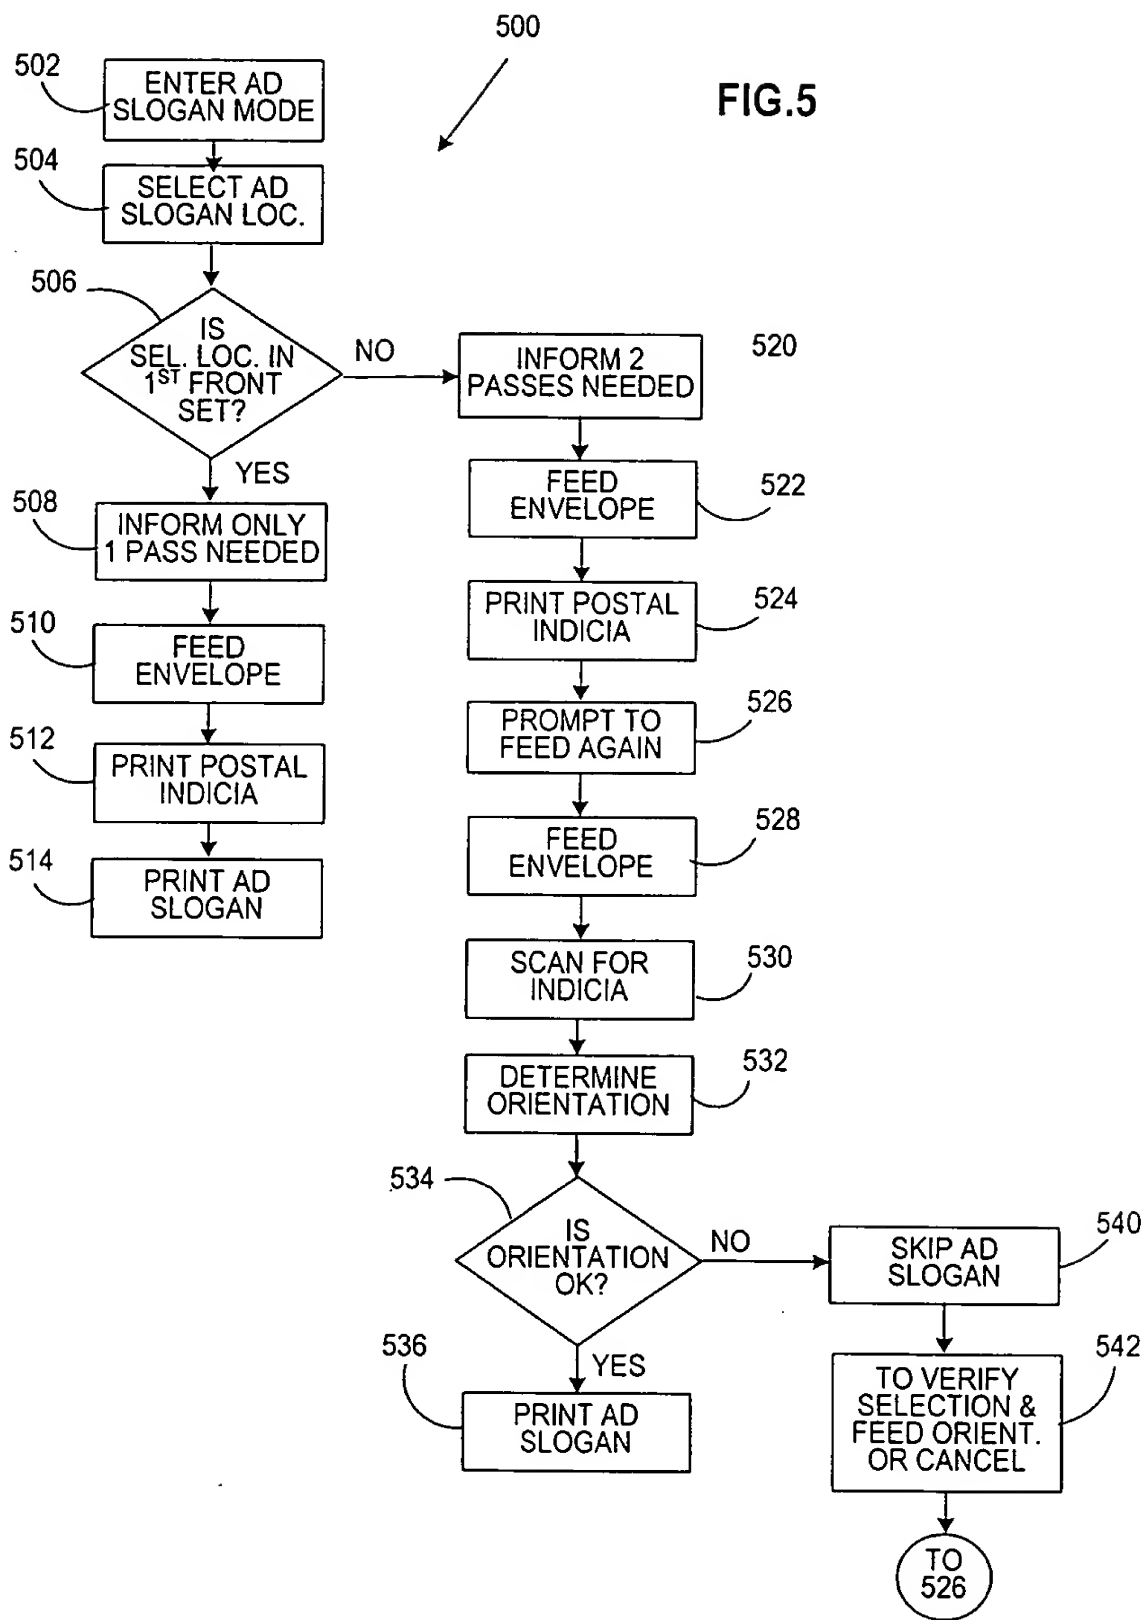 500
FIG.5
502
ENTER AD
SLOGAN MODE
504
SELECT AD
SLOGAN LOC.
506
IS
SEL. LOC. IN
1ST FRONT
SET?
NO
YES
508
INFORM ONLY
1 PASS NEEDED
510
FEED
ENVELOPE
512
PRINT POSTAL
INDICIA
514
PRINT AD
SLOGAN
520
INFORM 2
PASSES NEEDED
522
FEED
ENVELOPE
524
PRINT POSTAL
INDICIA
526
PROMPT TO
FEED AGAIN
528
FEED
ENVELOPE
530
SCAN FOR
INDICIA
532
DETERMINE
ORIENTATION
534
IS
ORIENTATION
OK?
NO
YES
536
PRINT AD
SLOGAN
540
SKIP AD
SLOGAN
542
TO VERIFY
SELECTION &
FEED ORIENT.
OR CANCEL
TO
526